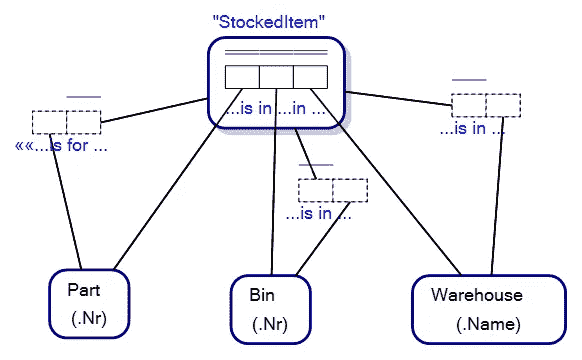 "StockedItem"
...is in ...in ...
««...is for ...
...is in ...
...is in ...
Part
(.Nr)
Bin
(.Nr)
Warehouse
(.Name)